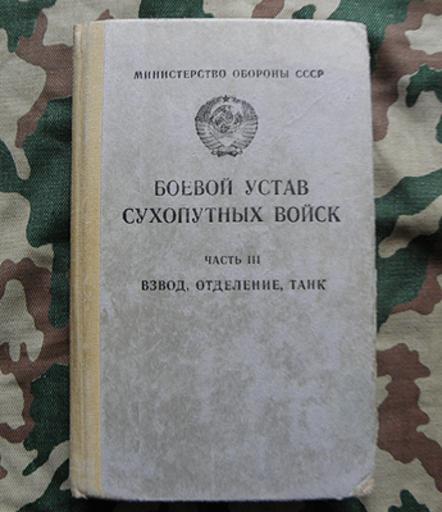 МИНИСТЕРСТВО ОБОРОНЫ СССР
БОЕВОЙ УСТАВ
СУХОПУТНЫХ ВОЙСК
ЧАСТЬ III
ВЗВОД, ОТДЕЛЕНИЕ, ТАНК